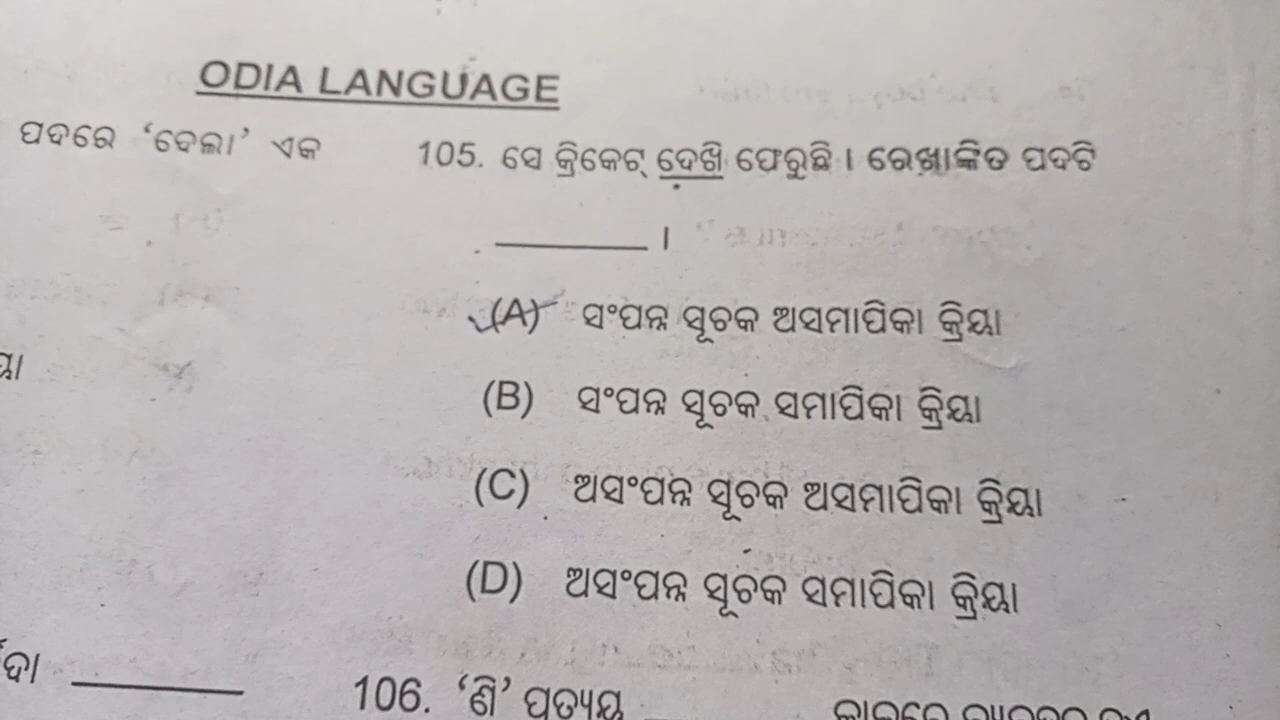 ODIA LANGUAGE
ପଦରେ ‘ଦେଲା’ ଏକ
105. ସେ କ୍ରିକେଟ୍ ଦେଖି ଫେରୁଛି । ରେଖାଙ୍କିତ ପଦଟି
_______ ।
(A) ସଂପନ୍ନ ସୂଚକ ଅସମାପିକା କ୍ରିୟା
(B) ସଂପନ୍ନ ସୂଚକ ସମାପିକା କ୍ରିୟା
(C) ଅସଂପନ୍ନ ସୂଚକ ଅସମାପିକା କ୍ରିୟା
(D) ଅସଂପନ୍ନ ସୂଚକ ସମାପିକା କ୍ରିୟା
106. ‘ଣି’ ପ୍ରତ୍ୟୟ